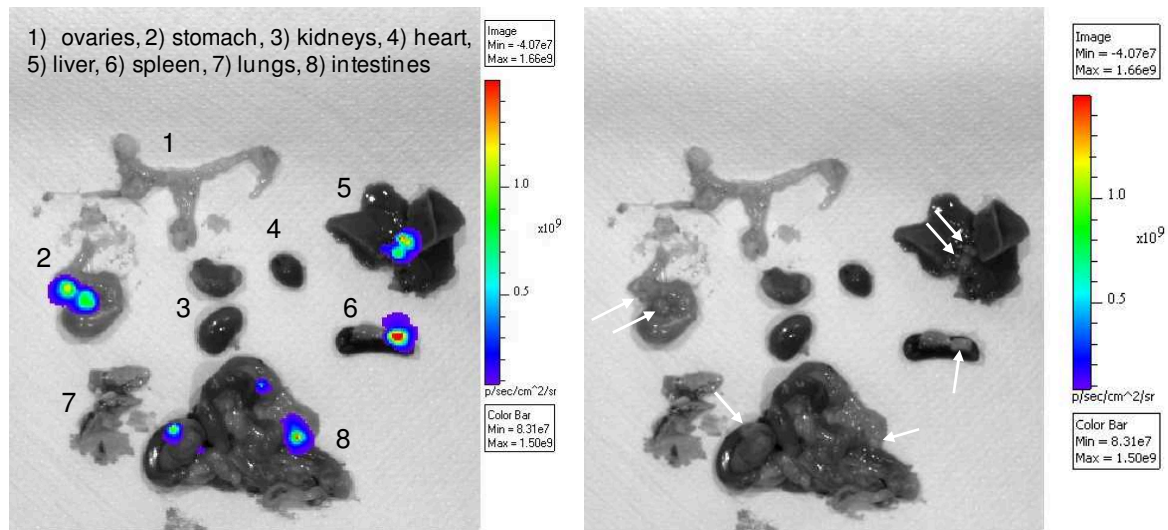 1) ovaries, 2) stomach, 3) kidneys, 4) heart,
5) liver, 6) spleen, 7) lungs, 8) intestines
1
2
3
4
5
6
7
8
Image
Min = -4.07e7
Max = 1.66e9
1.0
x10^9
0.5
p/sec/cm^2/sr
Color Bar
Min = 8.31e7
Max = 1.50e9
Image
Min = -4.07e7
Max = 1.66e9
1.0
x10^9
0.5
p/sec/cm^2/sr
Color Bar
Min = 8.31e7
Max = 1.50e9